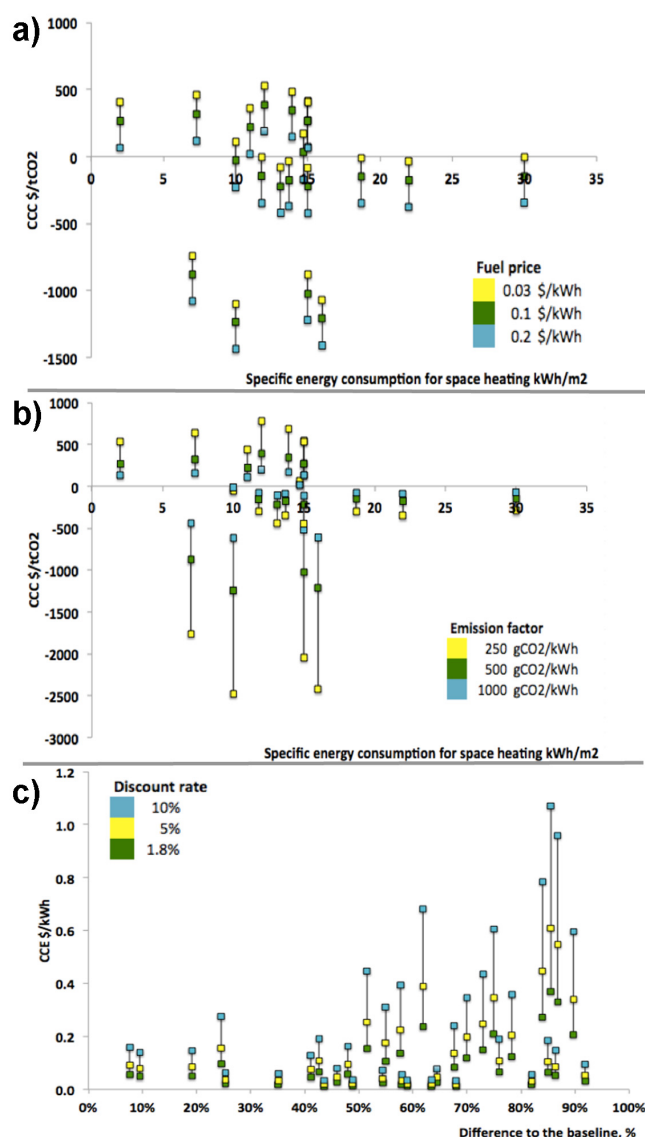 a)
1000
500
0
-500
-1000
-1500
CCC $/tCO2
0 5 10 15 20 25 30 35
Fuel price
0.03 $/kWh
0.1 $/kWh
0.2 $/kWh
Specific energy consumption for space heating kWh/m2
b)
1000
500
0
-500
-1000
-1500
-2000
-2500
-3000
CCC $/tCO2
0 5 10 15 20 25 30 35
Emission factor
250 gCO2/kWh
500 gCO2/kWh
1000 gCO2/kWh
Specific energy consumption for space heating kWh/m2
c)
1.2
1.0
0.8
0.6
0.4
0.2
0.0
CCE $/kWh
Discount rate
10%
5%
1.8%
0% 10% 20% 30% 40% 50% 60% 70% 80% 90% 100%
Difference to the baseline, %